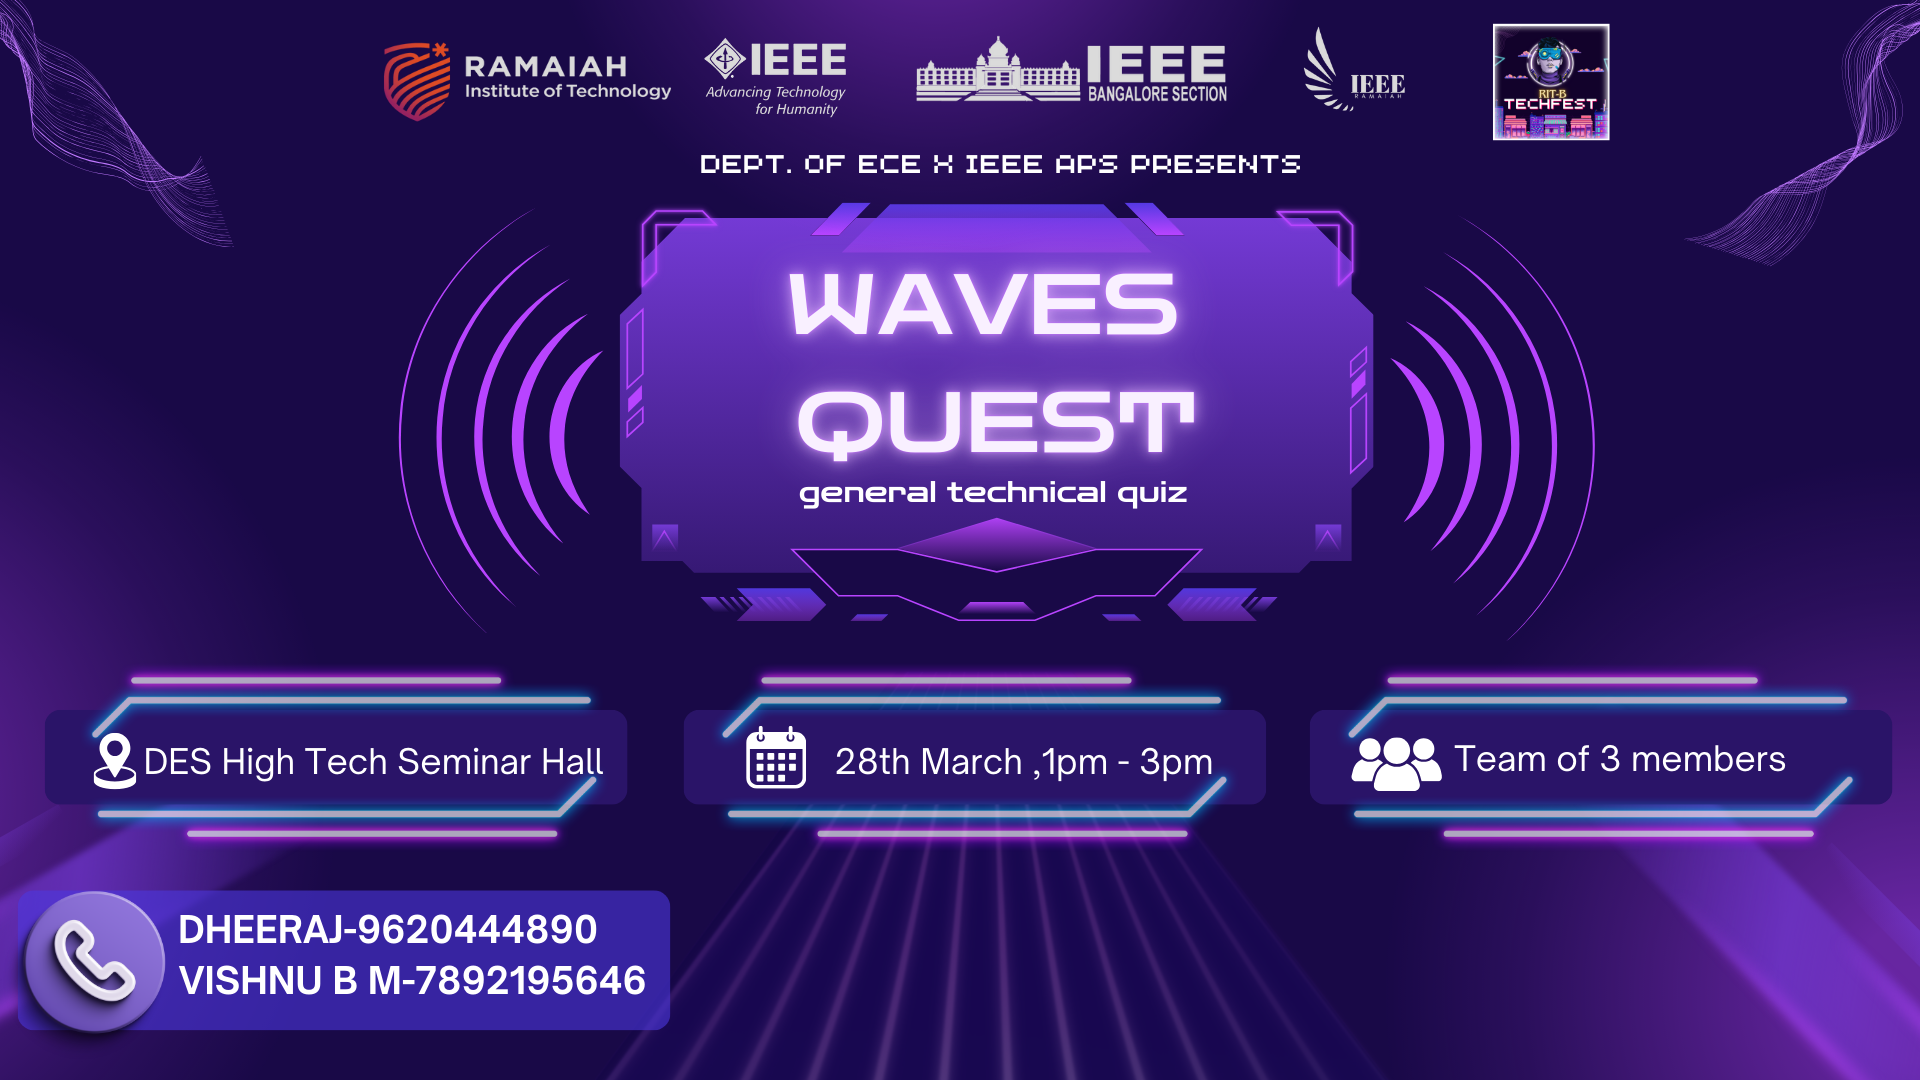 RAMAIAH
Institute of Technology
IEEE
Advancing Technology
for Humanity
IEEE
BANGALORE SECTION
IEEE
RAMAIAH
RIT-B
TECHFEST
DEPT. OF ECE X IEEE APS PRESENTS
WAVES
QUEST
general technical quiz
DES High Tech Seminar Hall
28th March ,1pm - 3pm
Team of 3 members
DHEERAJ-9620444890
VISHNU B M-7892195646